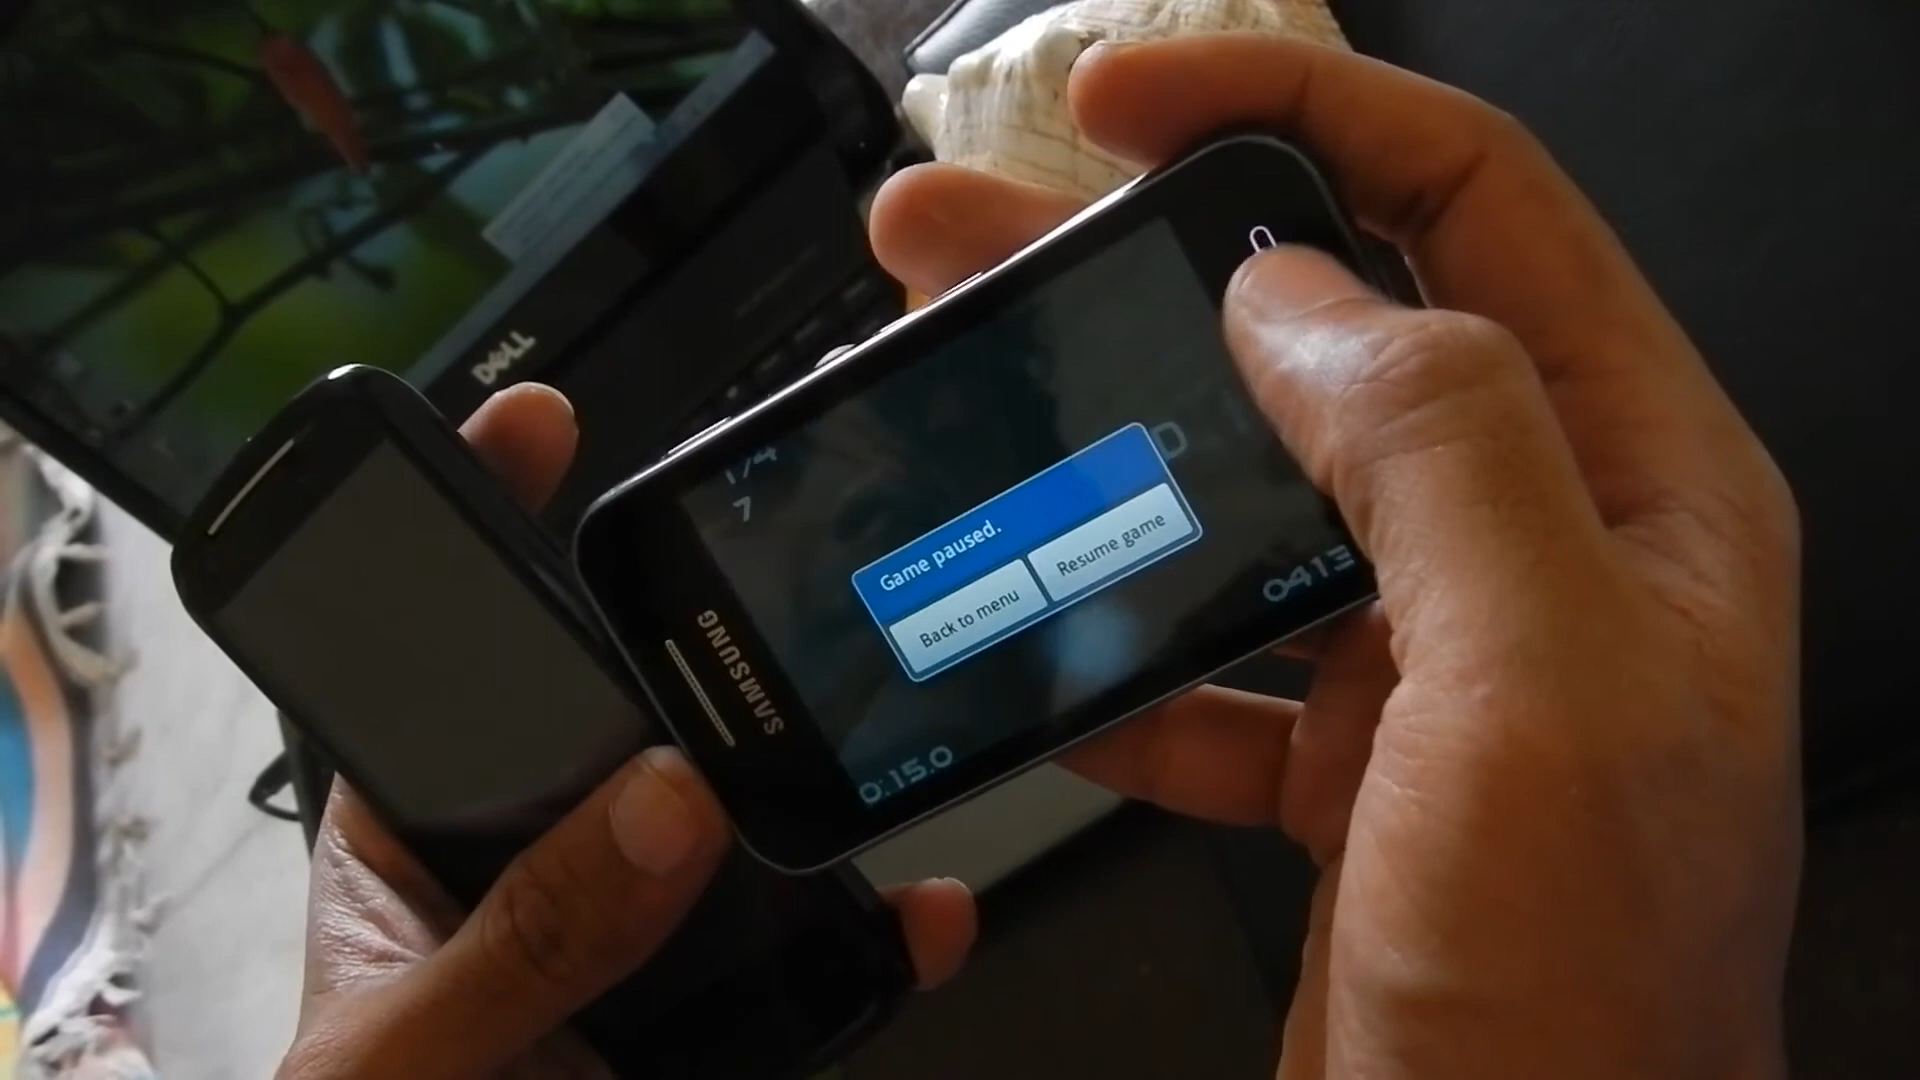 DELL
1/4
7
D
Game paused.
Back to menu
Resume game
0413
0:15.0
SAMSUNG